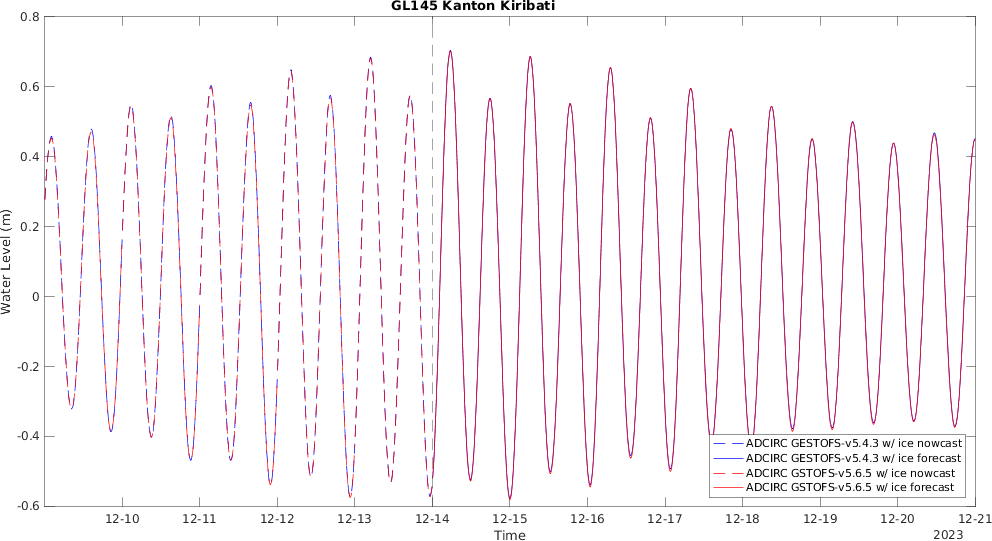 GL145 Kanton Kiribati
Water Level (m)
0.8
0.6
0.4
0.2
0
-0.2
-0.4
-0.6
ADCIRC GESTOFS-v5.4.3 w/ ice nowcast
ADCIRC GESTOFS-v5.4.3 w/ ice forecast
ADCIRC GSTOFS-v5.6.5 w/ ice nowcast
ADCIRC GSTOFS-v5.6.5 w/ ice forecast
12-10 12-11 12-12 12-13 12-14 12-15 12-16 12-17 12-18 12-19 12-20 12-21
Time
2023